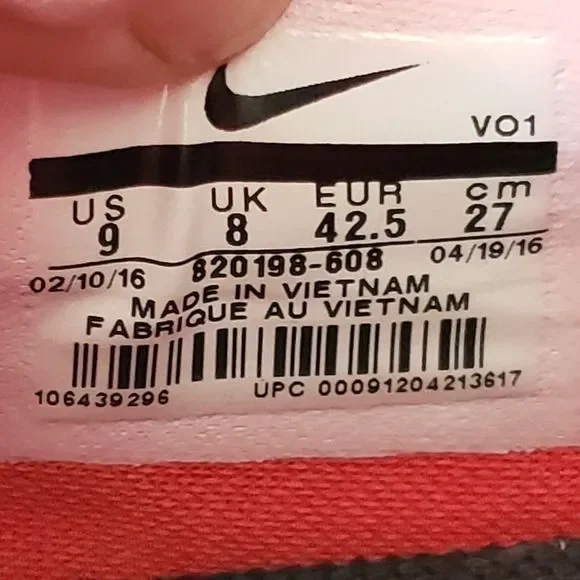 VO1
US UK EUR cm
9 8 42.5 27
02/10/16 820198-608 04/19/16
MADE IN VIETNAM
FABRIQUE AU VIETNAM
106439296 UPC 00091204213617